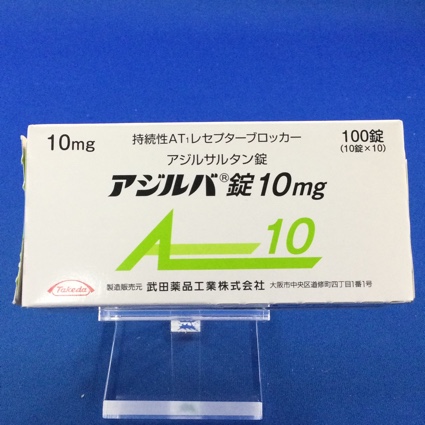 10mg
持続性AT₁レセプターブロッカー
100錠
(10錠×10)
アジルサルタン錠
アジルバ®錠10mg
A 10
Takeda
製造販売元 武田薬品工業株式会社 大阪市中央区道修町四丁目1番1号